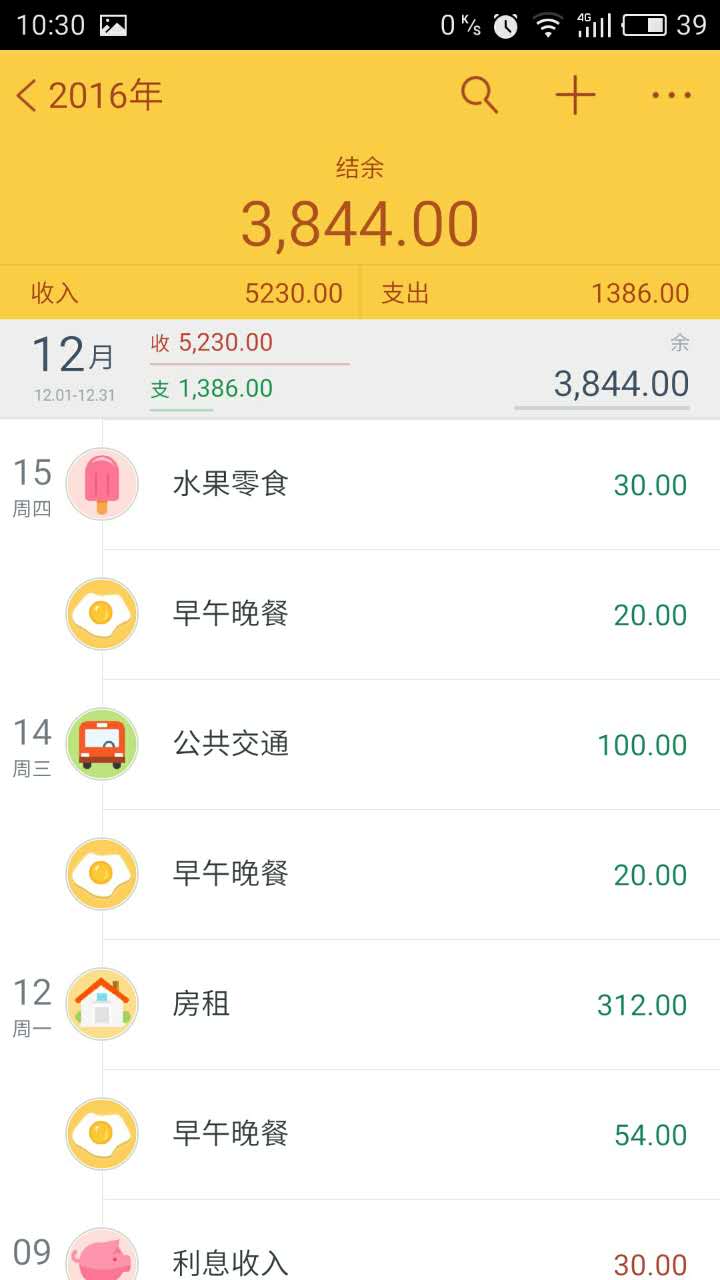 10:30 0 K/s 4G 39
2016年
结余
3,844.00
收入 5230.00 支出 1386.00
12月 收 5,230.00 余
12.01-12.31 支 1,386.00 3,844.00
15 水果零食 30.00
周四
早午晚餐 20.00
14 公共交通 100.00
周三
早午晚餐 20.00
12 房租 312.00
周一
早午晚餐 54.00
09 利息收入 30.00